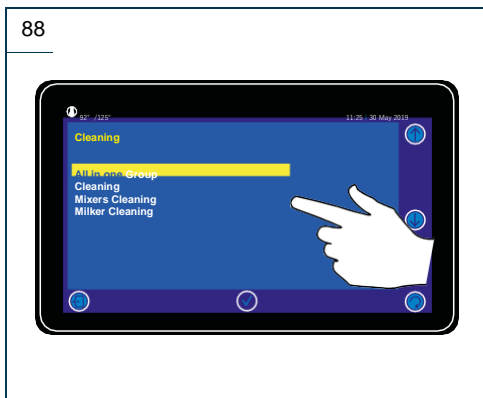 88
92° /125°
11:25 30 May 2019
Cleaning
All in one Group
Cleaning
Mixers Cleaning
Milker Cleaning